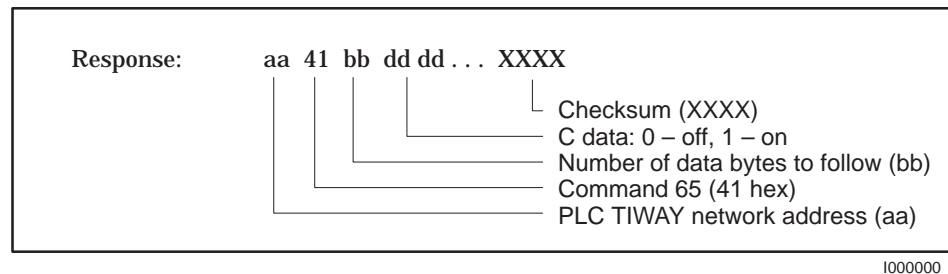 Response: aa 41 bb dd dd . . . XXXX
Checksum (XXXX)
C data: 0 – off, 1 – on
Number of data bytes to follow (bb)
Command 65 (41 hex)
PLC TIWAY network address (aa)
I000000